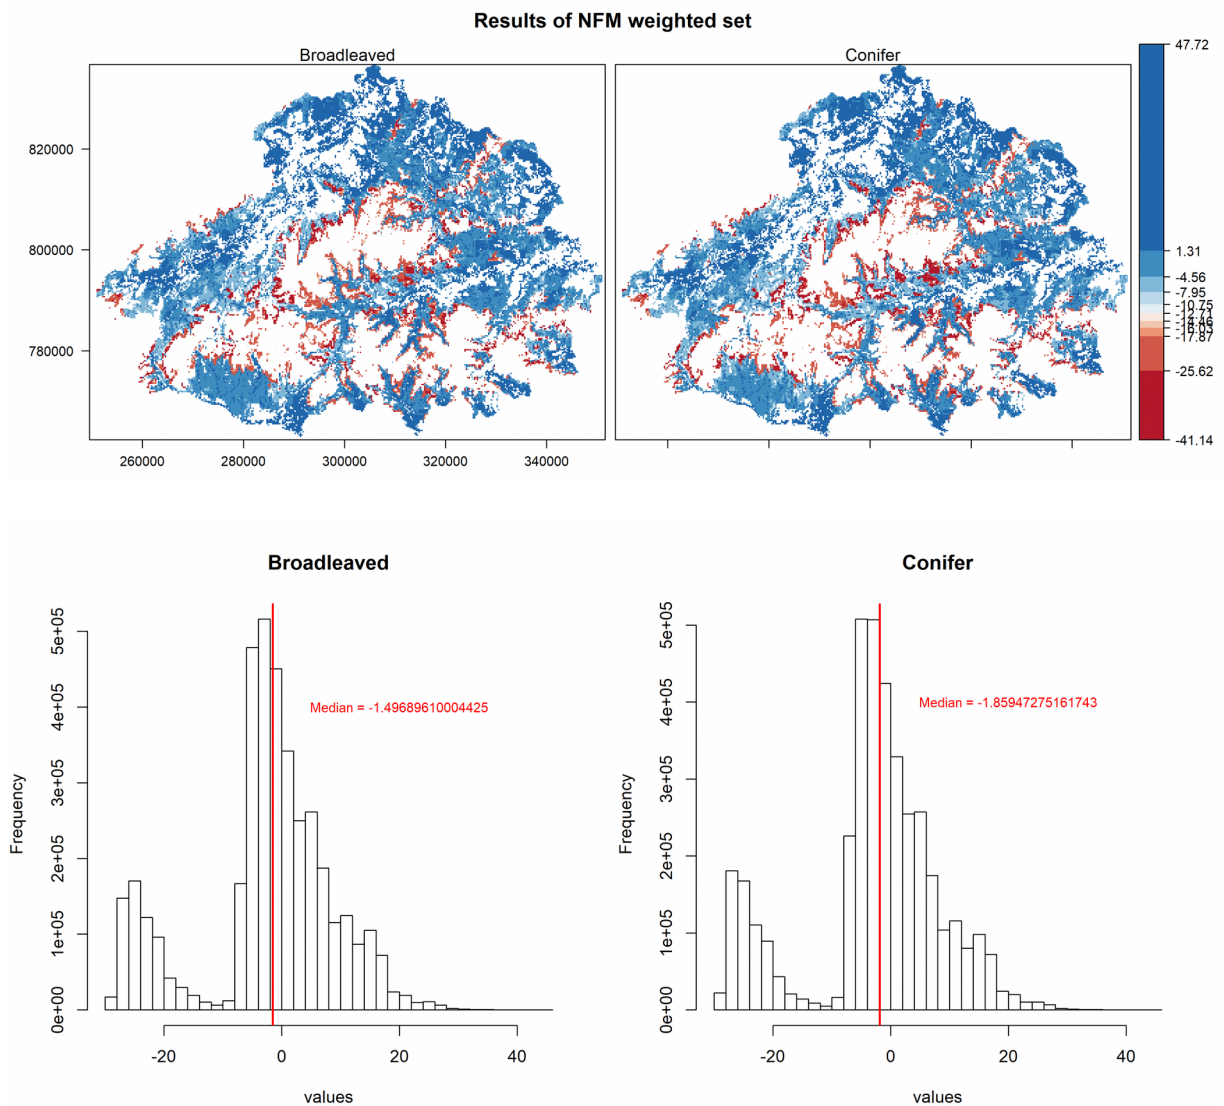 Results of NFM weighted set
Broadleaved
Conifer
820000
800000
780000
260000
280000
300000
320000
340000
47.72
1.31
-4.56
-7.95
-10.75
-12.71
-17.87
-25.62
-41.14
Broadleaved
Frequency
0e+00
1e+05
2e+05
3e+05
4e+05
5e+05
Median = -1.49689610004425
-20
0
20
40
values
Conifer
Frequency
0e+00
1e+05
2e+05
3e+05
4e+05
5e+05
Median = -1.85947275161743
-20
0
20
40
values